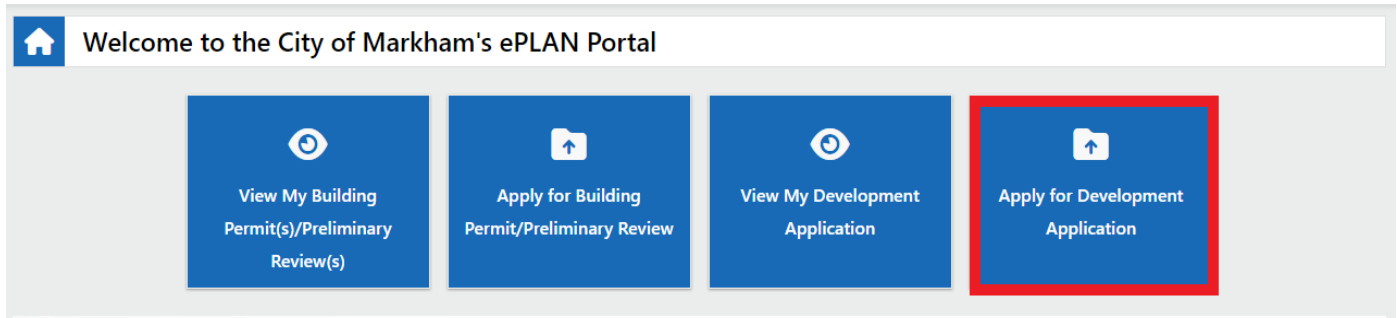 Welcome to the City of Markham's ePLAN Portal
View My Building
Permit(s)/Preliminary
Review(s)
Apply for Building
Permit/Preliminary Review
View My Development
Application
Apply for Development
Application